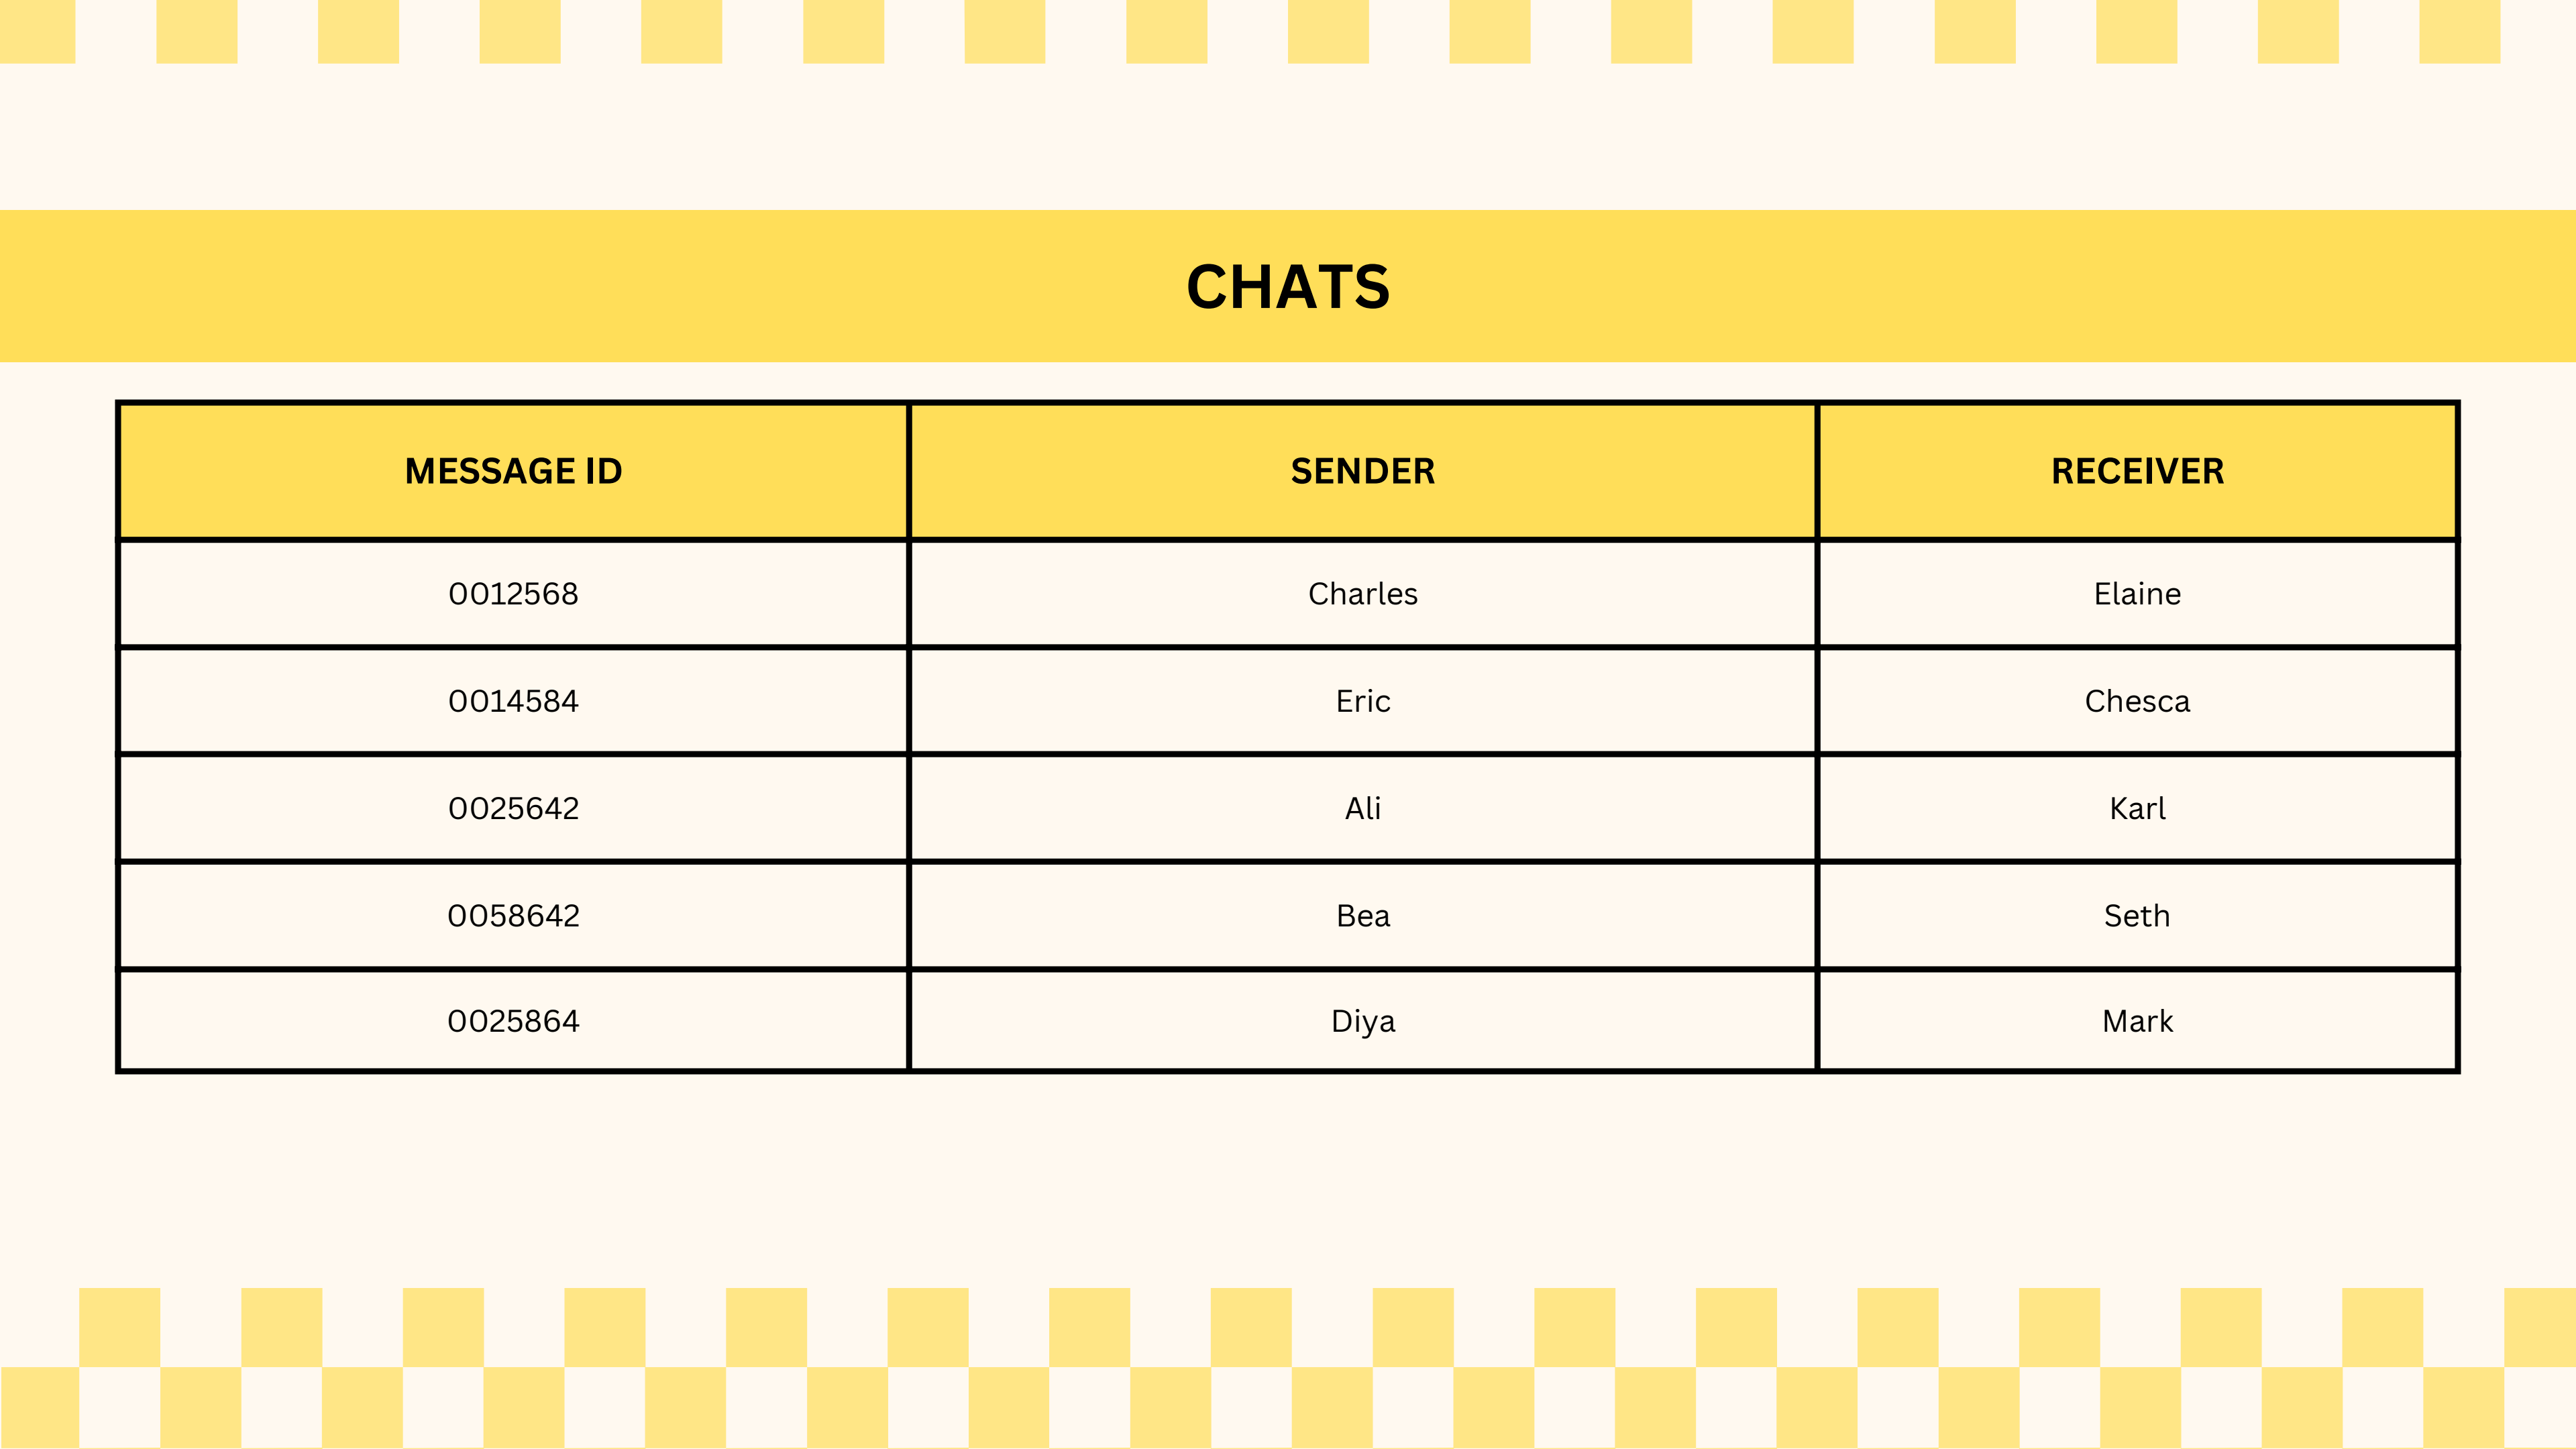 CHATS
MESSAGE ID SENDER RECEIVER
0012568 Charles Elaine
0014584 Eric Chesca
0025642 Ali Karl
0058642 Bea Seth
0025864 Diya Mark